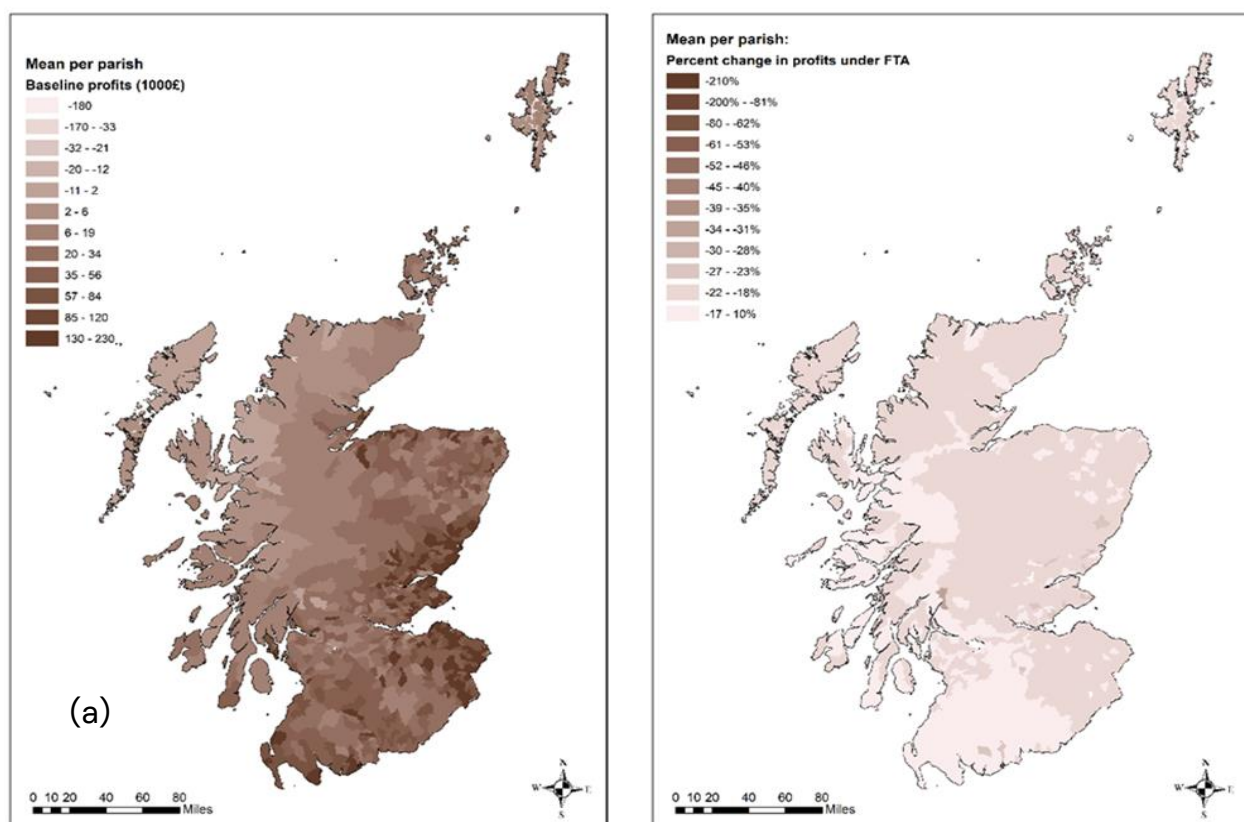 Mean per parish
Baseline profits (1000£)
-180
-170 - -33
-32 - -21
-20 - -12
-11 - 2
2 - 6
6 - 19
20 - 34
35 - 56
57 - 84
85 - 120
130 - 230
(a)
0 10 20 40 60 80
Miles
N
W E
S
Mean per parish:
Percent change in profits under FTA
-210%
-200% - -81%
-80 - -62%
-61 - -53%
-52 - -46%
-45 - -40%
-39 - -35%
-34 - -31%
-30 - -28%
-27 - -23%
-22 - -18%
-17 - 10%
0 10 20 40 60 80
Miles
N
W E
S